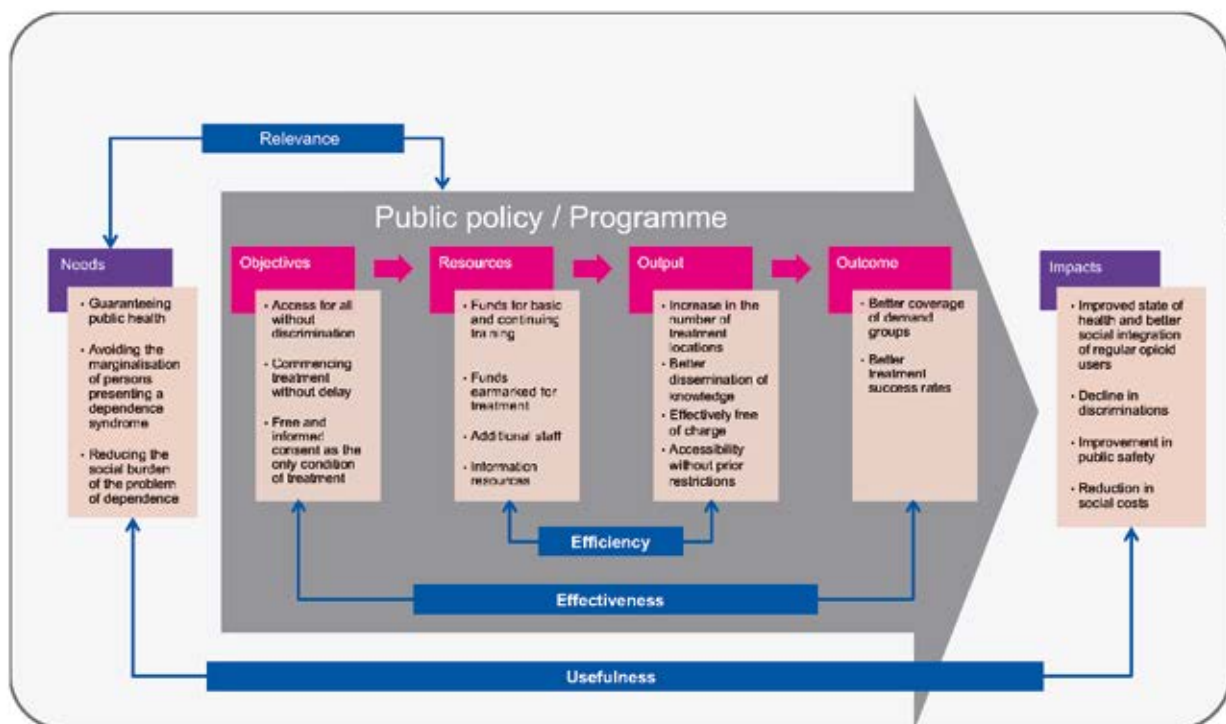 Relevance
Public policy / Programme
Needs
• Guaranteeing
public health
• Avoiding the
marginalisation
of persons
presenting a
dependence
syndrome
• Reducing the
social burden
of the problem
of dependence
Objectives
• Access for all
without
discrimination
• Commencing
treatment
without delay
• Free and
informed
consent as the
only condition
of treatment
Resources
• Funds for basic
and continuing
training
• Funds
earmarked for
treatment
• Additional staff
• Information
resources
Output
• Increase in the
number of
treatment
locations
• Better
dissemination of
knowledge
• Effectively free
of charge
• Accessibility
without prior
restrictions
Outcome
• Better coverage
of demand
groups
• Better
treatment
success rates
Impacts
• Improved state of
health and better
social integration
of regular opioid
users
• Decline in
discriminations
• Improvement in
public safety
• Reduction in
social costs
Efficiency
Effectiveness
Usefulness